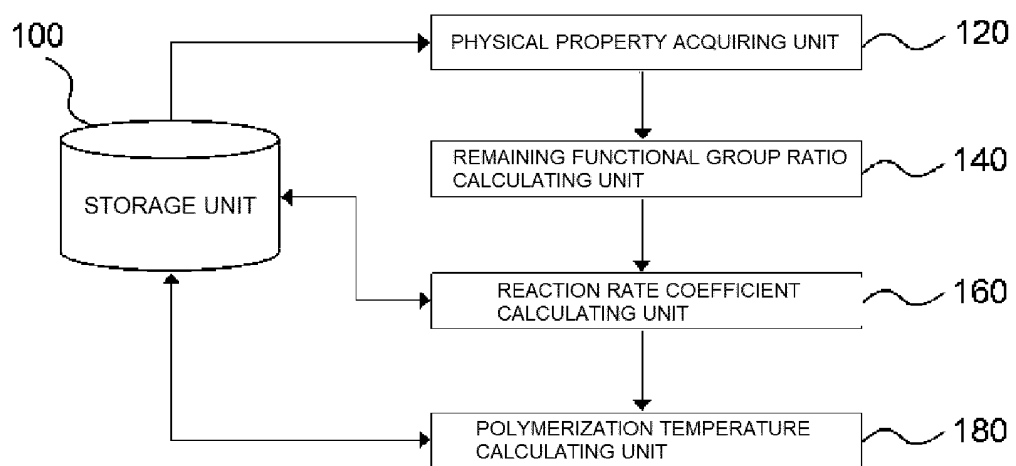 100
PHYSICAL PROPERTY ACQUIRING UNIT
120
REMAINING FUNCTIONAL GROUP RATIO
CALCULATING UNIT
140
STORAGE UNIT
REACTION RATE COEFFICIENT
CALCULATING UNIT
160
POLYMERIZATION TEMPERATURE
CALCULATING UNIT
180